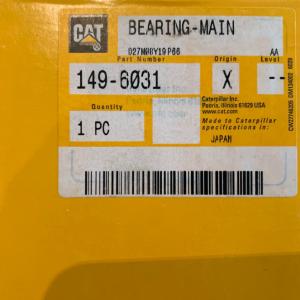 CAT BEARING-MAIN
027N08Y19P66 AA
Part Number Origin Level
149-6031 X --
Quantity
1 PC
Caterpillar Inc.
Peoria, Illinois 61629 USA
www.cat.com
Made to Caterpillar
specifications in :
JAPAN